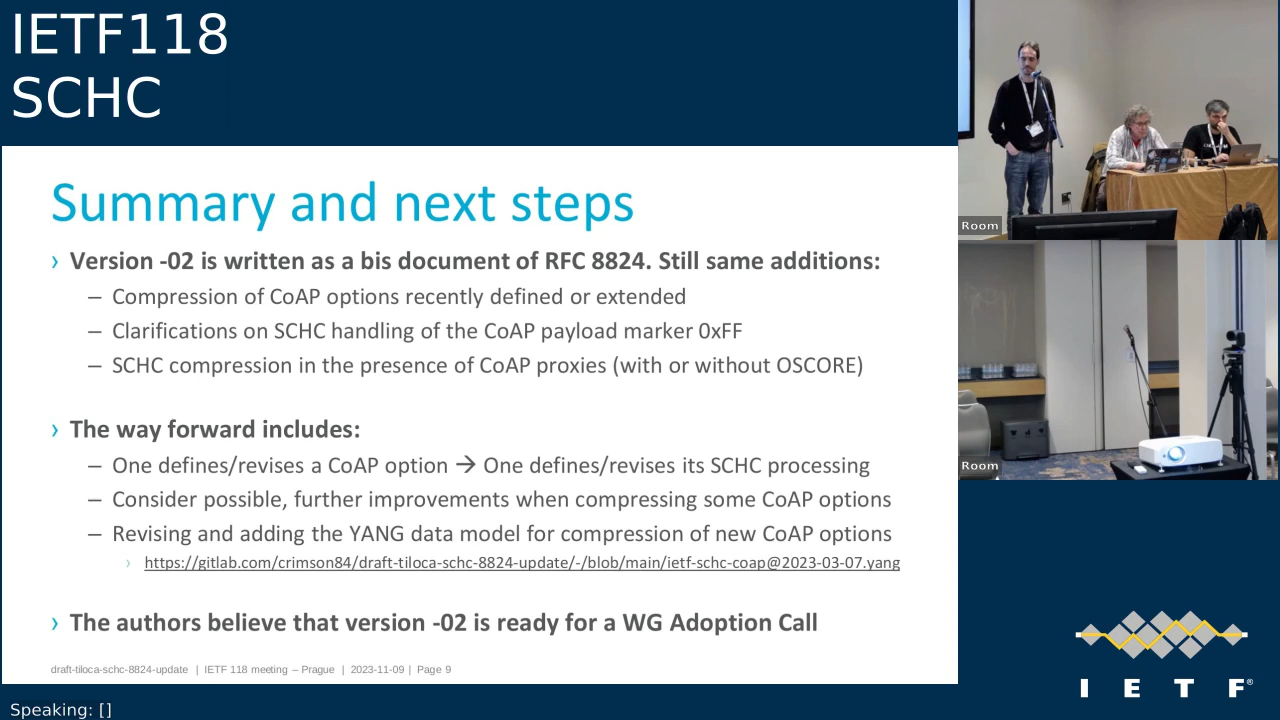 IETF118
SCHC
Summary and next steps
› Version -02 is written as a bis document of RFC 8824. Still same additions:
– Compression of CoAP options recently defined or extended
– Clarifications on SCHC handling of the CoAP payload marker 0xFF
– SCHC compression in the presence of CoAP proxies (with or without OSCORE)
› The way forward includes:
– One defines/revises a CoAP option → One defines/revises its SCHC processing
– Consider possible, further improvements when compressing some CoAP options
– Revising and adding the YANG data model for compression of new CoAP options
› https://gitlab.com/crimson84/draft-tiloca-schc-8824-update/-/blob/main/ietf-schc-coap@2023-03-07.yang
› The authors believe that version -02 is ready for a WG Adoption Call
draft-tiloca-schc-8824-update | IETF 118 meeting – Prague | 2023-11-09 | Page 9
Speaking: []
Room
Room
I E T F®